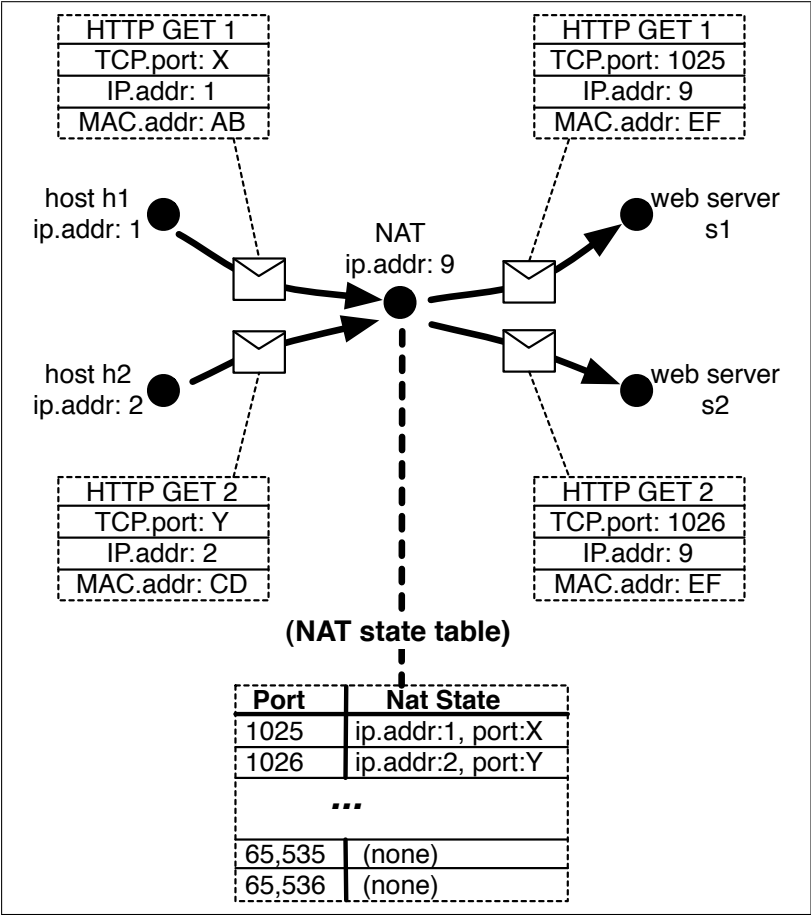 HTTP GET 1
TCP.port: X
IP.addr: 1
MAC.addr: AB
HTTP GET 1
TCP.port: 1025
IP.addr: 9
MAC.addr: EF
host h1
ip.addr: 1
NAT
ip.addr: 9
web server
s1
host h2
ip.addr: 2
web server
s2
HTTP GET 2
TCP.port: Y
IP.addr: 2
MAC.addr: CD
HTTP GET 2
TCP.port: 1026
IP.addr: 9
MAC.addr: EF
(NAT state table)
Port Nat State
1025 ip.addr:1, port:X
1026 ip.addr:2, port:Y
...
65,535 (none)
65,536 (none)